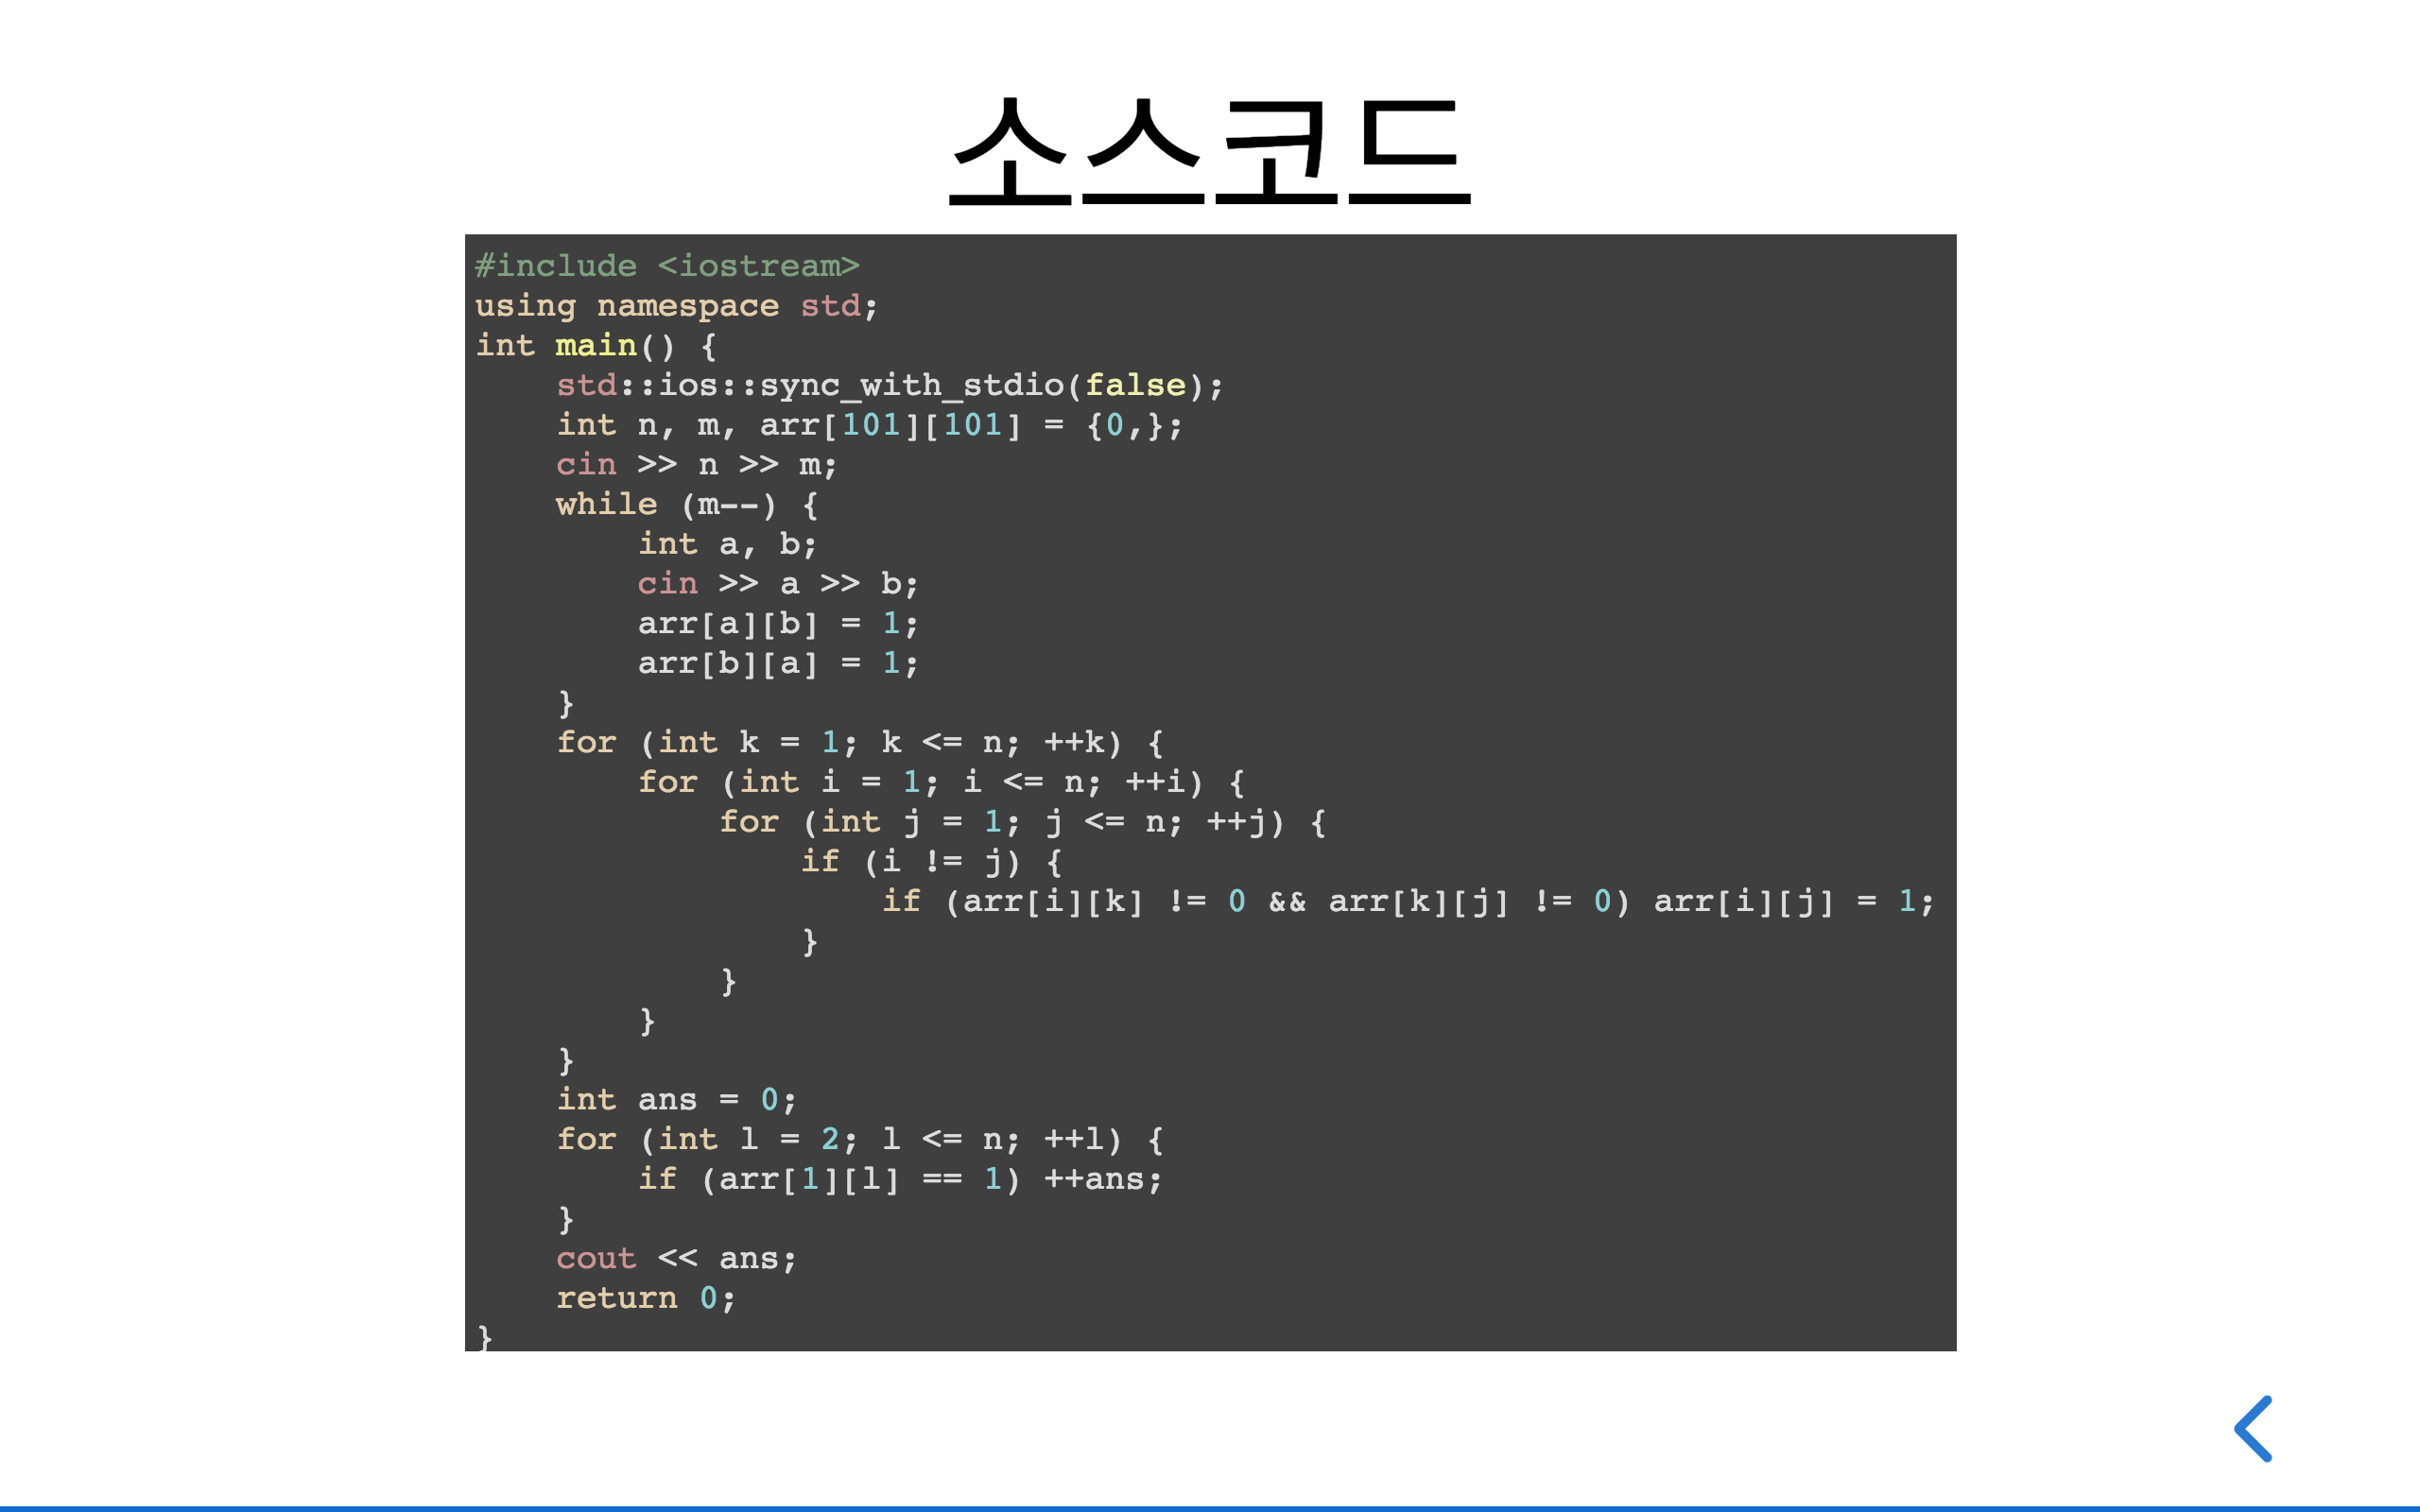 소스코드
#include <iostream>
using namespace std;
int main() {
    std::ios::sync_with_stdio(false);
    int n, m, arr[101][101] = {0,};
    cin >> n >> m;
    while (m--) {
        int a, b;
        cin >> a >> b;
        arr[a][b] = 1;
        arr[b][a] = 1;
    }
    for (int k = 1; k <= n; ++k) {
        for (int i = 1; i <= n; ++i) {
            for (int j = 1; j <= n; ++j) {
                if (i != j) {
                    if (arr[i][k] != 0 && arr[k][j] != 0) arr[i][j] = 1;
                }
            }
        }
    }
    int ans = 0;
    for (int l = 2; l <= n; ++l) {
        if (arr[1][l] == 1) ++ans;
    }
    cout << ans;
    return 0;
}